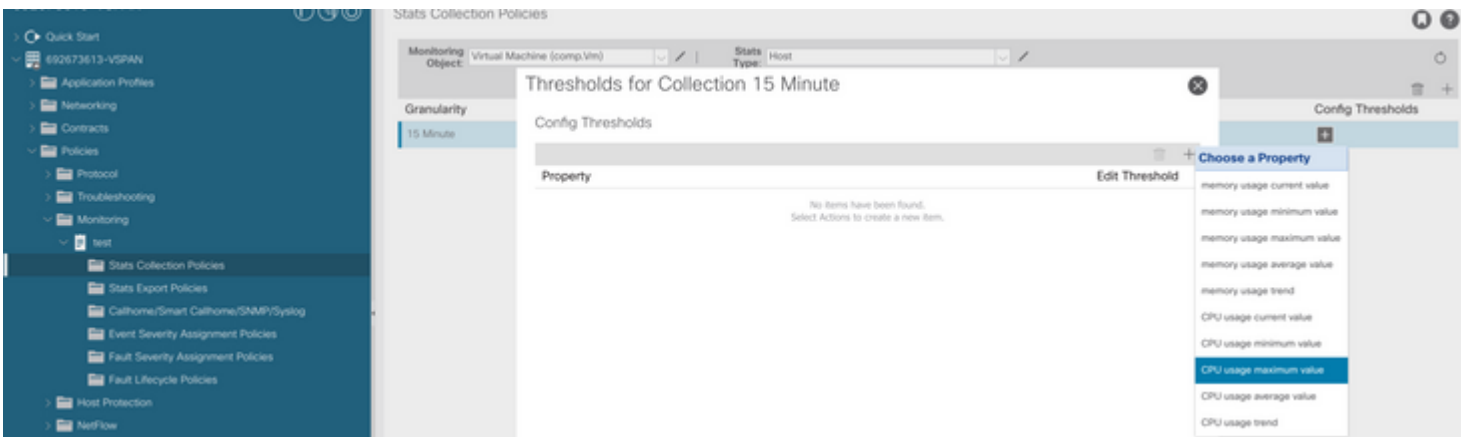 Stats Collection Policies
Quick Start
692673613-VSPAN
Application Profiles
Networking
Contracts
Policies
Protocol
Troubleshooting
Monitoring
test
Stats Collection Policies
Stats Export Policies
Callhome/Smart Callhome/SNMP/Syslog
Event Severity Assignment Policies
Fault Severity Assignment Policies
Fault Lifecycle Policies
Host Protection
NetFlow
Monitoring Object: Virtual Machine (comp.Vm)
Stats Type: Host
Granularity
Config Thresholds
15 Minute
Thresholds for Collection 15 Minute
Config Thresholds
Property
Edit Threshold
No items have been found.
Select Actions to create a new item.
Choose a Property
memory usage current value
memory usage minimum value
memory usage maximum value
memory usage average value
memory usage trend
CPU usage current value
CPU usage minimum value
CPU usage maximum value
CPU usage average value
CPU usage trend